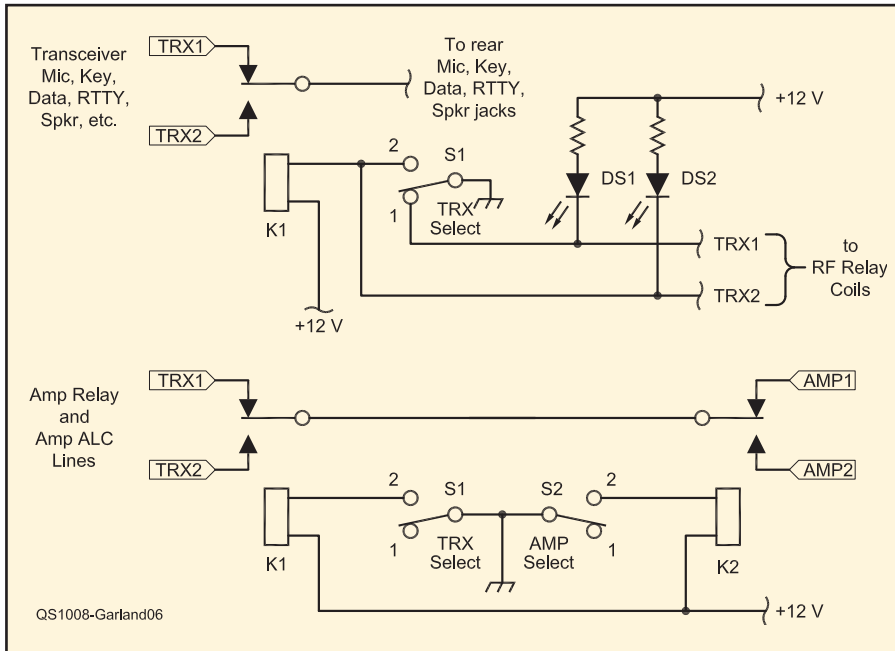 TRX1
Transceiver
Mic, Key,
Data, RTTY,
Spkr, etc.
TRX2
To rear
Mic, Key,
Data, RTTY,
Spkr jacks
+12 V
2
S1
1
TRX
Select
K1
+12 V
DS1
DS2
TRX1
TRX2
to
RF Relay
Coils
TRX1
Amp Relay
and
Amp ALC
Lines
TRX2
AMP1
AMP2
2
S1
1
TRX
Select
S2
2
AMP
Select
1
K1
K2
+12 V
QS1008-Garland06